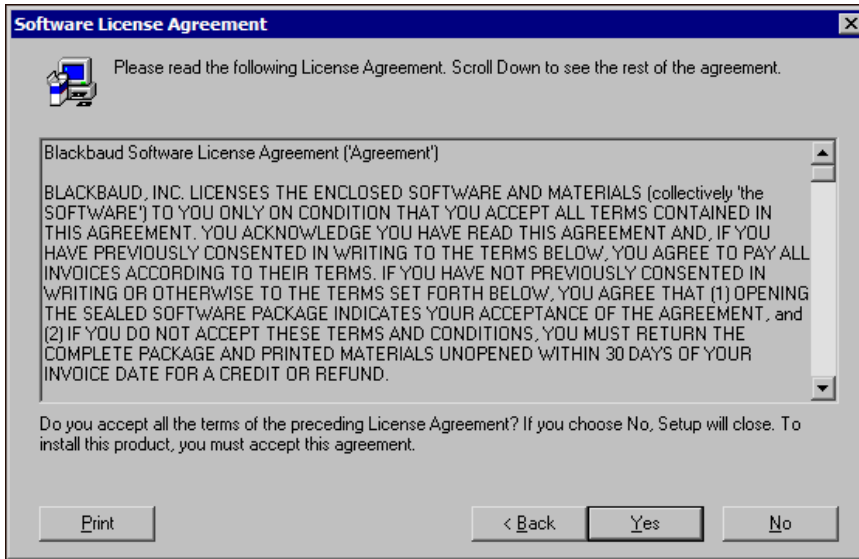 Software License Agreement
Please read the following License Agreement. Scroll Down to see the rest of the agreement.
Blackbaud Software License Agreement ('Agreement')
BLACKBAUD, INC. LICENSES THE ENCLOSED SOFTWARE AND MATERIALS (collectively 'the
SOFTWARE') TO YOU ONLY ON CONDITION THAT YOU ACCEPT ALL TERMS CONTAINED IN
THIS AGREEMENT. YOU ACKNOWLEDGE YOU HAVE READ THIS AGREEMENT AND, IF YOU
HAVE PREVIOUSLY CONSENTED IN WRITING TO THE TERMS BELOW, YOU AGREE TO PAY ALL
INVOICES ACCORDING TO THEIR TERMS. IF YOU HAVE NOT PREVIOUSLY CONSENTED IN
WRITING OR OTHERWISE TO THE TERMS SET FORTH BELOW, YOU AGREE THAT (1) OPENING
THE SEALED SOFTWARE PACKAGE INDICATES YOUR ACCEPTANCE OF THE AGREEMENT, and
(2) IF YOU DO NOT ACCEPT THESE TERMS AND CONDITIONS, YOU MUST RETURN THE
COMPLETE PACKAGE AND PRINTED MATERIALS UNOPENED WITHIN 30 DAYS OF YOUR
INVOICE DATE FOR A CREDIT OR REFUND.
Do you accept all the terms of the preceding License Agreement? If you choose No, Setup will close. To
install this product, you must accept this agreement.
Print
< Back
Yes
No